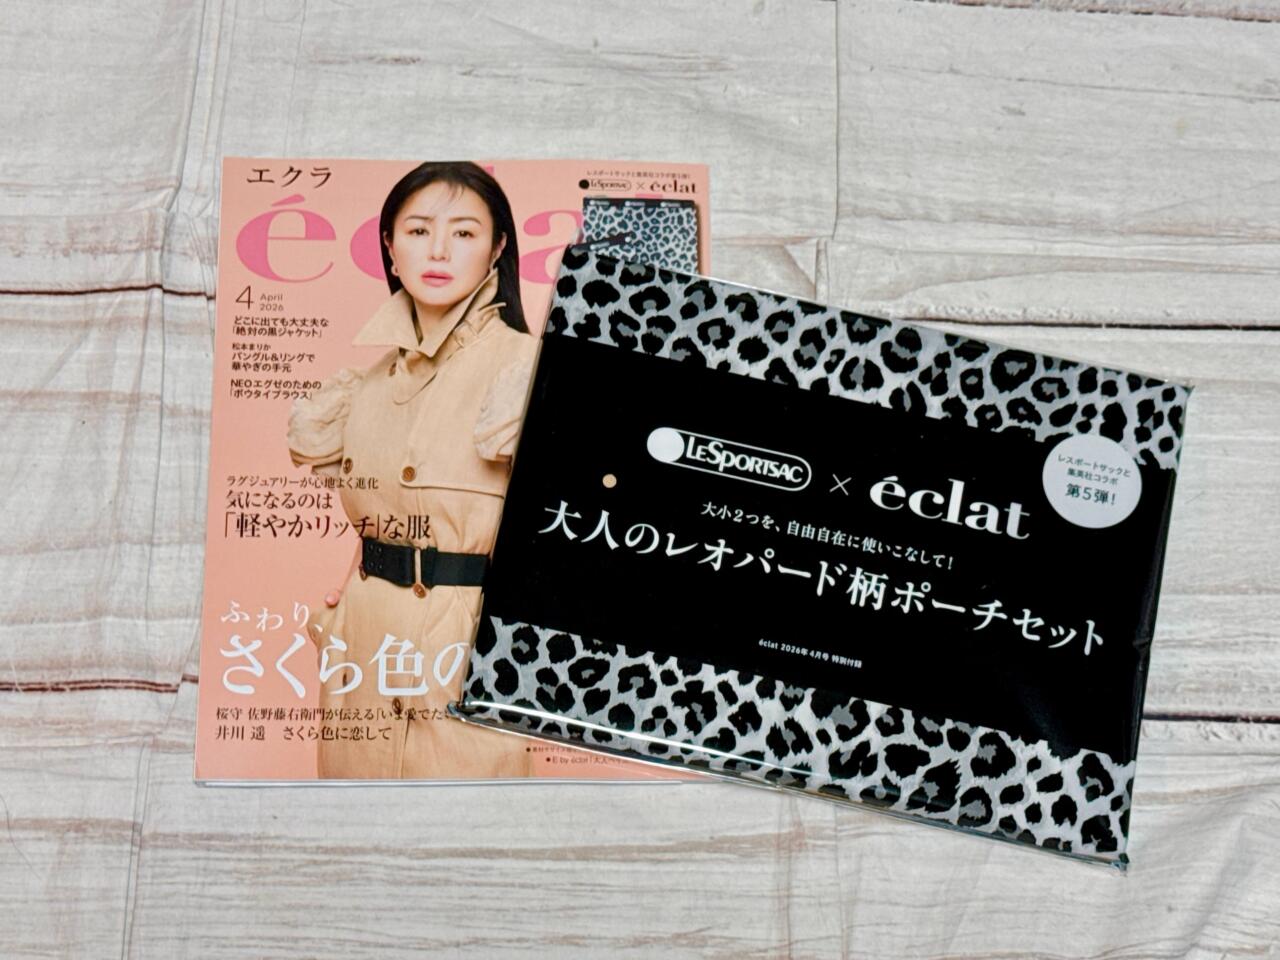 エクラ
éclat
4 April
2026
どこに出ても大丈夫な
「絶対の黒ジャケット」
松本まりか
バングル&リングで
華やぎの手元
NEOエグゼのための
「ボウタイブラウス」
ラグジュアリーが心地よく進化
気になるのは
「軽やかリッチ」な服
ふわり、
さくら色の
桜守 佐野藤右衛門が伝える「いま愛でたい
井川 遥 さくら色に恋して
レスポートサックと集英社コラボ第5弾!
LeSportsac × éclat
LeSportsac × éclat
レスポートサックと
集英社コラボ
第5弾!
大小2つを、自由自在に使いこなして!
大人のレオパード柄ポーチセット
éclat 2026年4月号 特別付録